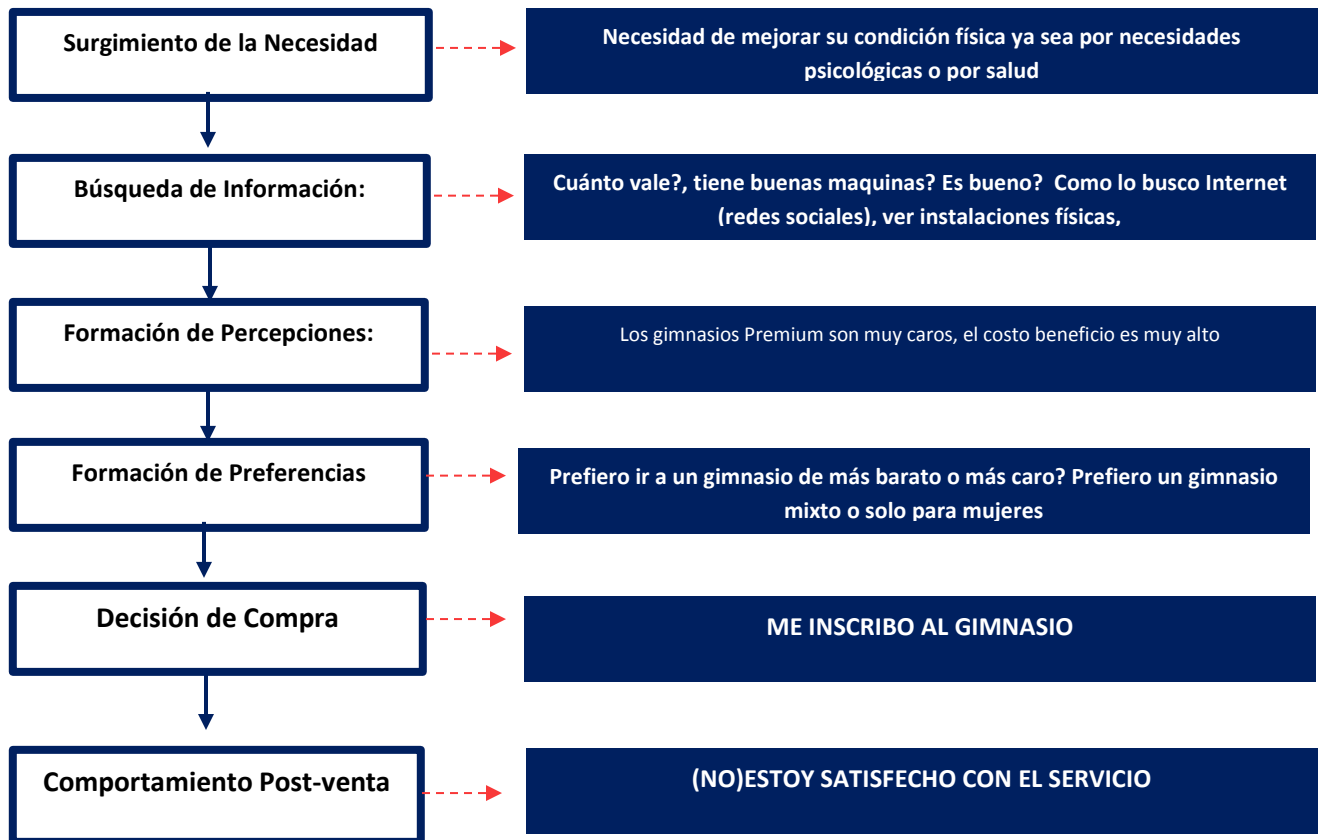 Surgimiento de la Necesidad
Necesidad de mejorar su condición física ya sea por necesidades
psicológicas o por salud
Búsqueda de Información:
Cuánto vale?, tiene buenas maquinas? Es bueno? Como lo busco Internet
(redes sociales), ver instalaciones físicas,
Formación de Percepciones:
Los gimnasios Premium son muy caros, el costo beneficio es muy alto
Formación de Preferencias
Prefiero ir a un gimnasio de más barato o más caro? Prefiero un gimnasio
mixto o solo para mujeres
Decisión de Compra
ME INSCRIBO AL GIMNASIO
Comportamiento Post-venta
(NO)ESTOY SATISFECHO CON EL SERVICIO